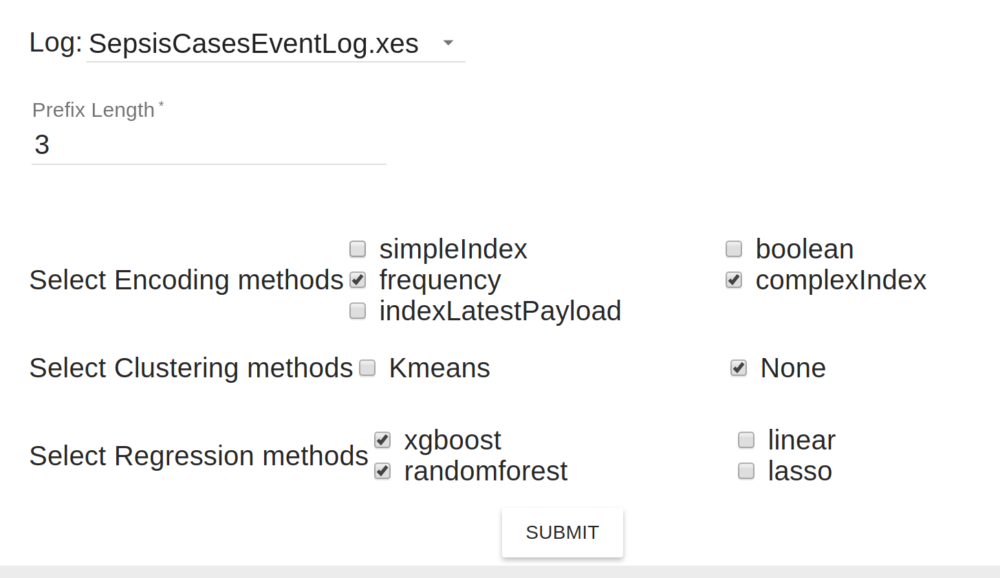 Log: SepsisCasesEventLog.xes
Prefix Length *
3
simpleIndex boolean
Select Encoding methods frequency complexIndex
indexLatestPayload
Select Clustering methods Kmeans None
xgboost linear
Select Regression methods
randomforest lasso
SUBMIT